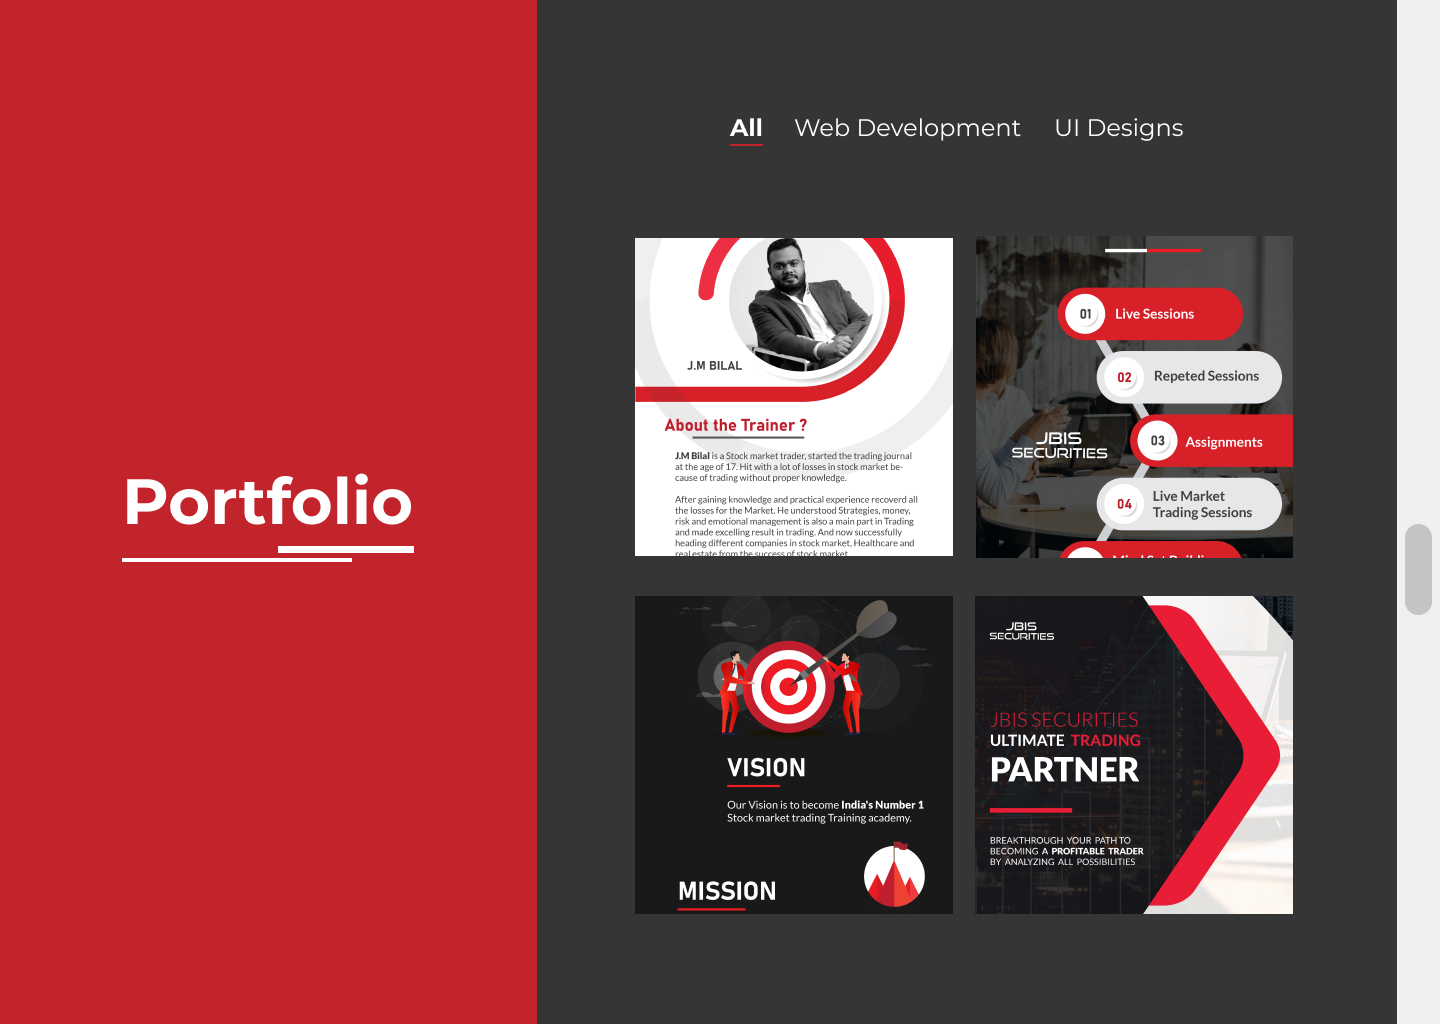 Portfolio
All
Web Development
UI Designs
J.M BILAL
About the Trainer ?
J.M Bilal is a Stock market trader, started the trading journal
at the age of 17. Hit with a lot of losses in stock market be-
cause of trading without proper knowledge.
After gaining knowledge and practical experience recoverd all
the losses for the Market. He understood Strategies, money,
risk and emotional management is also a main part in Trading
and made excelling result in trading. And now successfully
heading different companies in stock market, Healthcare and
real estate from the success of stock market
01 Live Sessions
02 Repeted Sessions
JBIS
SECURITIES
03 Assignments
04 Live Market
Trading Sessions
VISION
Our Vision is to become India's Number 1
Stock market trading Training academy.
MISSION
JBIS
SECURITIES
JBIS SECURITIES
ULTIMATE TRADING
PARTNER
BREAKTHROUGH YOUR PATH TO
BECOMING A PROFITABLE TRADER
BY ANALYZING ALL POSSIBILITIES